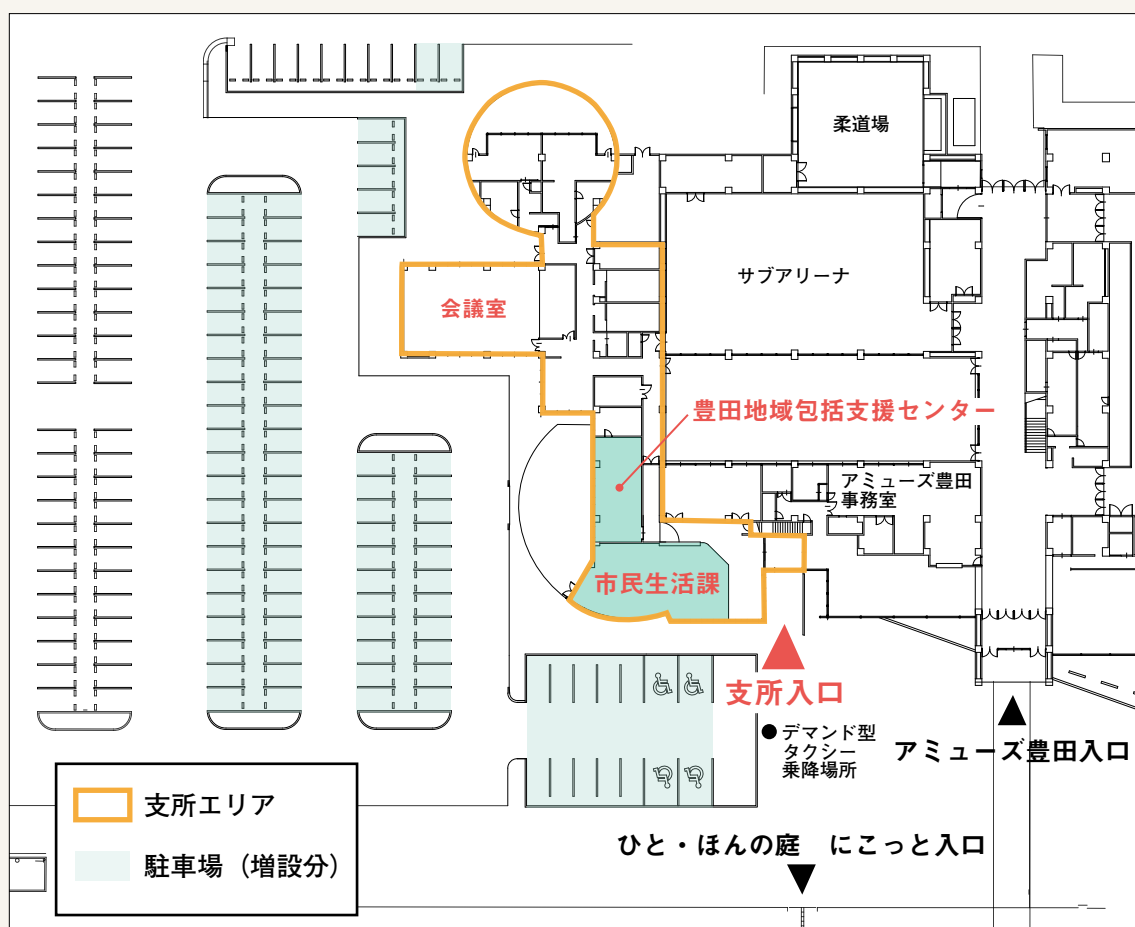 柔道場
サブアリーナ
会議室
豊田地域包括支援センター
アミューズ豊田
事務室
市民生活課
支所入口
●デマンド型
タクシー
乗降場所
アミューズ豊田入口
ひと・ほんの庭　にこっと入口
支所エリア
駐車場（増設分）